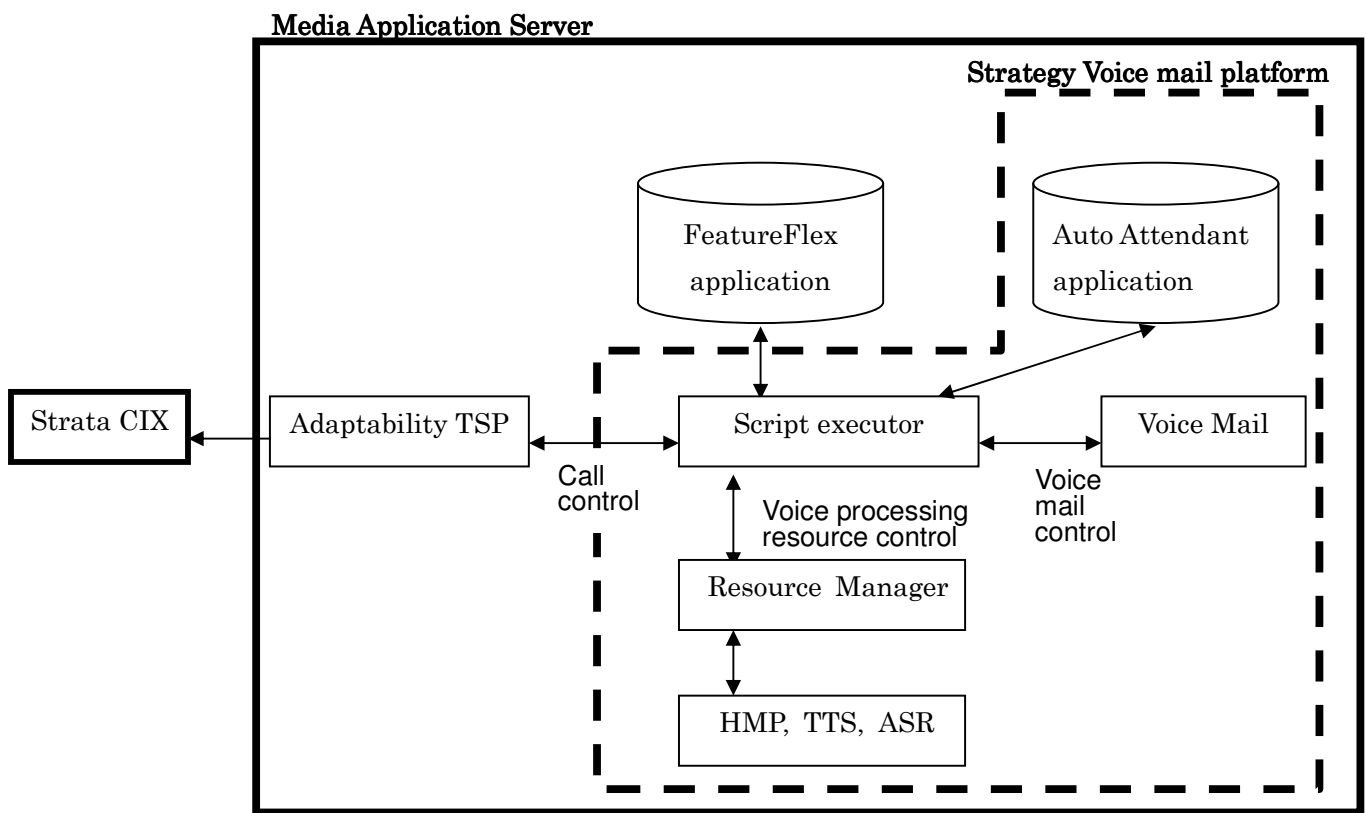 Media Application Server
Strategy Voice mail platform
FeatureFlex
application
Auto Attendant
application
Strata CIX
Adaptability TSP
Script executor
Voice Mail
Call
control
Voice processing
resource control
Voice
mail
control
Resource Manager
HMP, TTS, ASR